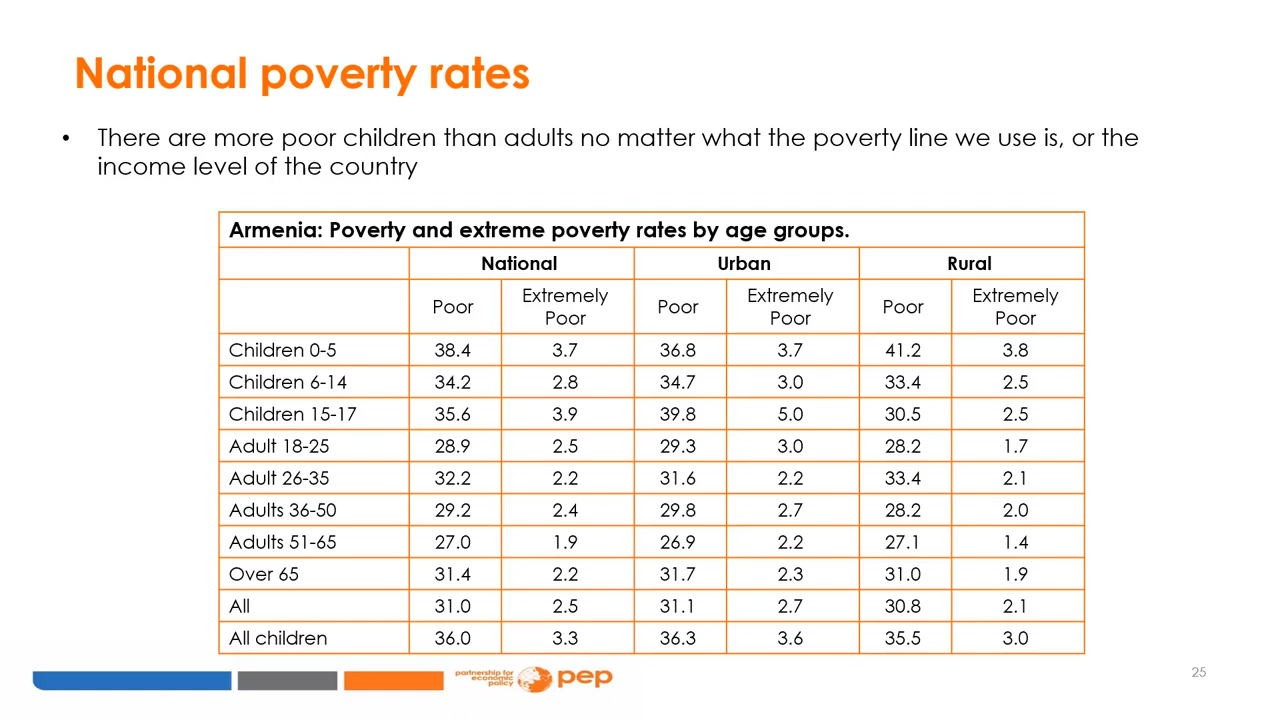 National poverty rates
• There are more poor children than adults no matter what the poverty line we use is, or the
income level of the country
Armenia: Poverty and extreme poverty rates by age groups.
National Urban Rural
Poor Extremely Poor Poor Extremely Poor Poor Extremely Poor
Children 0-5 38.4 3.7 36.8 3.7 41.2 3.8
Children 6-14 34.2 2.8 34.7 3.0 33.4 2.5
Children 15-17 35.6 3.9 39.8 5.0 30.5 2.5
Adult 18-25 28.9 2.5 29.3 3.0 28.2 1.7
Adult 26-35 32.2 2.2 31.6 2.2 33.4 2.1
Adults 36-50 29.2 2.4 29.8 2.7 28.2 2.0
Adults 51-65 27.0 1.9 26.9 2.2 27.1 1.4
Over 65 31.4 2.2 31.7 2.3 31.0 1.9
All 31.0 2.5 31.1 2.7 30.8 2.1
All children 36.0 3.3 36.3 3.6 35.5 3.0
partnership for
economic
policy
pep
25